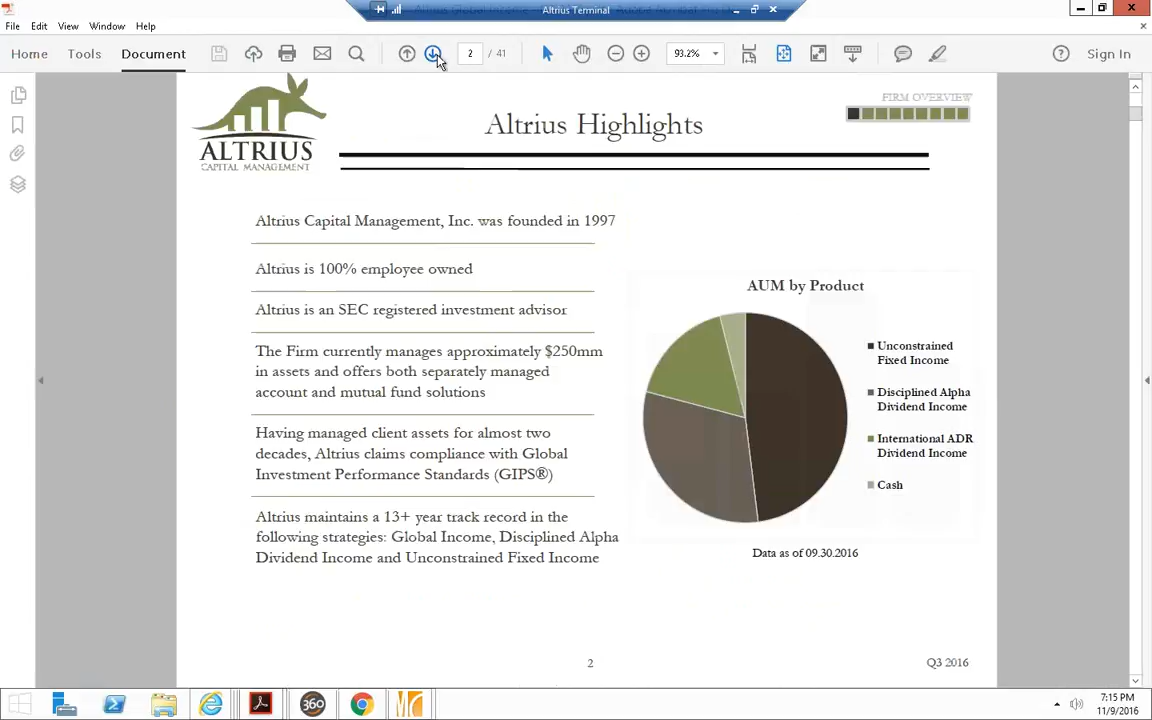 Altrius Terminal
File Edit View Window Help
Home Tools Document 2 / 41 93.2% Sign In
FIRM OVERVIEW
Altrius Highlights
ALTRIUS
CAPITAL MANAGEMENT
Altrius Capital Management, Inc. was founded in 1997
Altrius is 100% employee owned
Altrius is an SEC registered investment advisor
The Firm currently manages approximately $250mm
in assets and offers both separately managed
account and mutual fund solutions
Having managed client assets for almost two
decades, Altrius claims compliance with Global
Investment Performance Standards (GIPS®)
Altrius maintains a 13+ year track record in the
following strategies: Global Income, Disciplined Alpha
Dividend Income and Unconstrained Fixed Income
AUM by Product
Unconstrained
Fixed Income
Disciplined Alpha
Dividend Income
International ADR
Dividend Income
Cash
Data as of 09.30.2016
2
Q3 2016
360
7:15 PM
11/9/2016